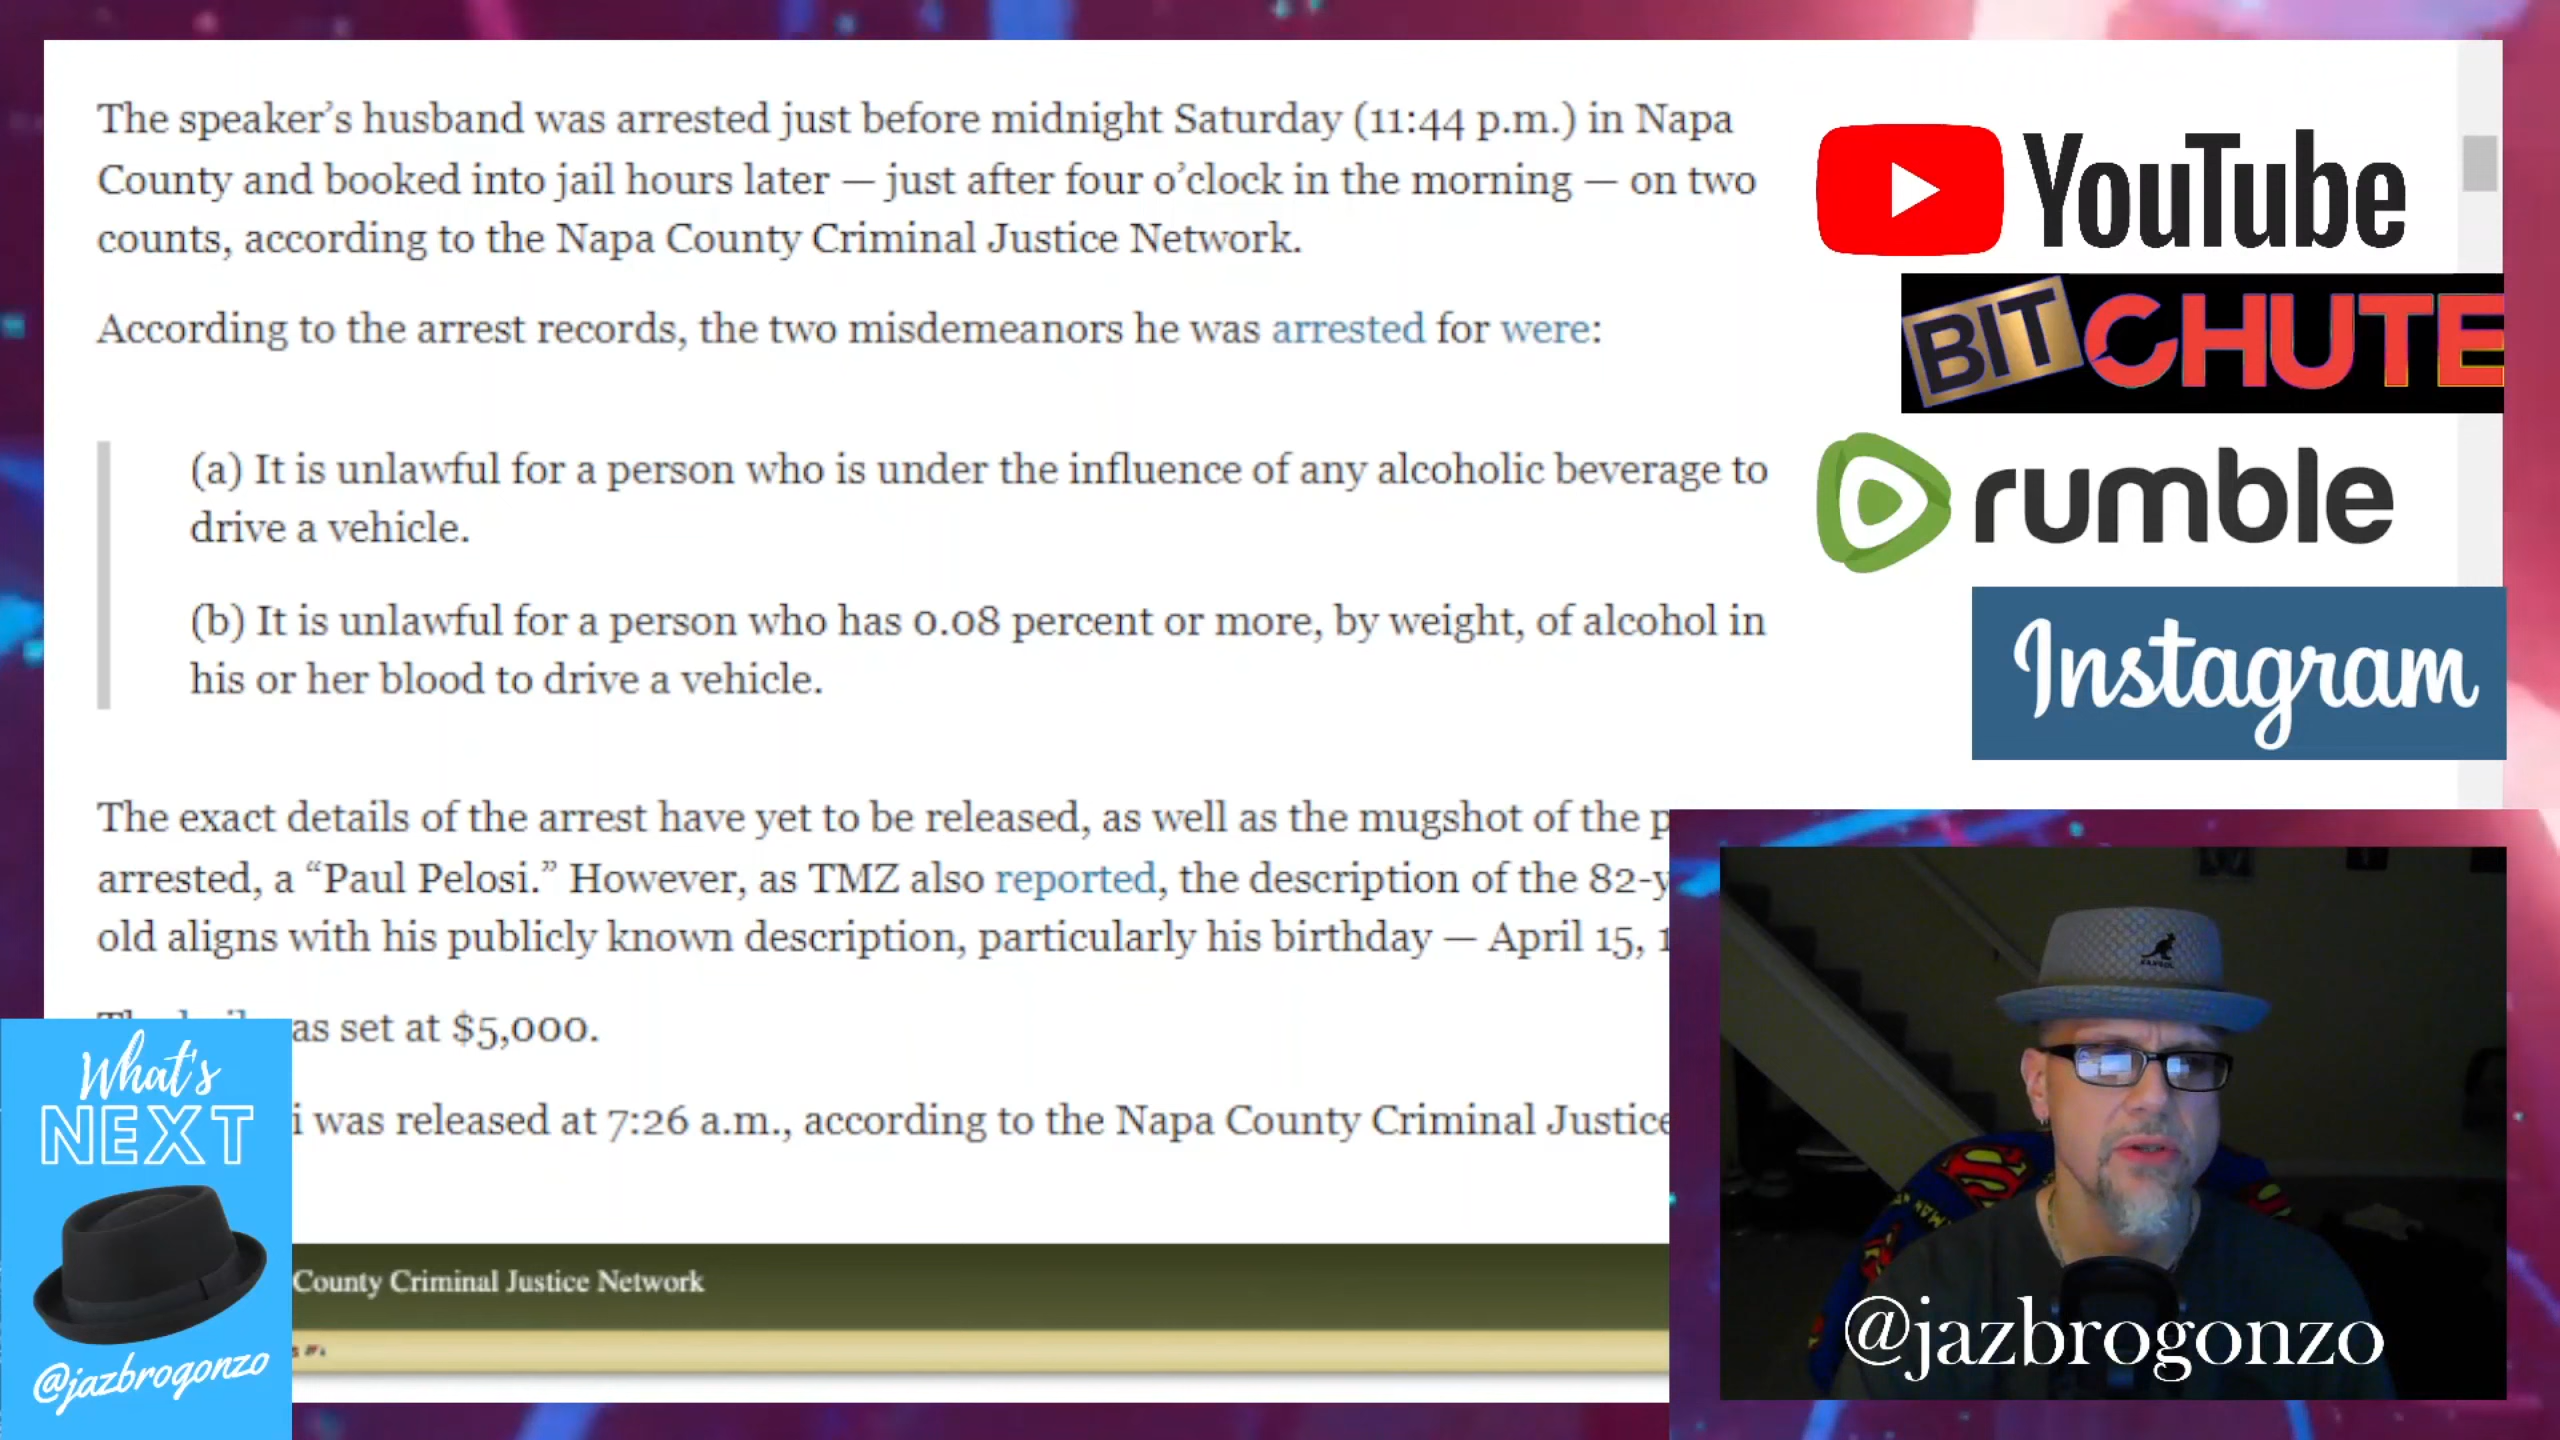 The speaker’s husband was arrested just before midnight Saturday (11:44 p.m.) in Napa
County and booked into jail hours later — just after four o’clock in the morning — on two
counts, according to the Napa County Criminal Justice Network.
According to the arrest records, the two misdemeanors he was arrested for were:
(a) It is unlawful for a person who is under the influence of any alcoholic beverage to
drive a vehicle.
(b) It is unlawful for a person who has 0.08 percent or more, by weight, of alcohol in
his or her blood to drive a vehicle.
The exact details of the arrest have yet to be released, as well as the mugshot of the p
arrested, a “Paul Pelosi.” However, as TMZ also reported, the description of the 82-y
old aligns with his publicly known description, particularly his birthday — April 15, 1
as set at $5,000.
i was released at 7:26 a.m., according to the Napa County Criminal Justice
County Criminal Justice Network
YouTube
BITCHUTE
rumble
Instagram
What's
NEXT
@jazbrogonzo
KANGOL
@jazbrogonzo